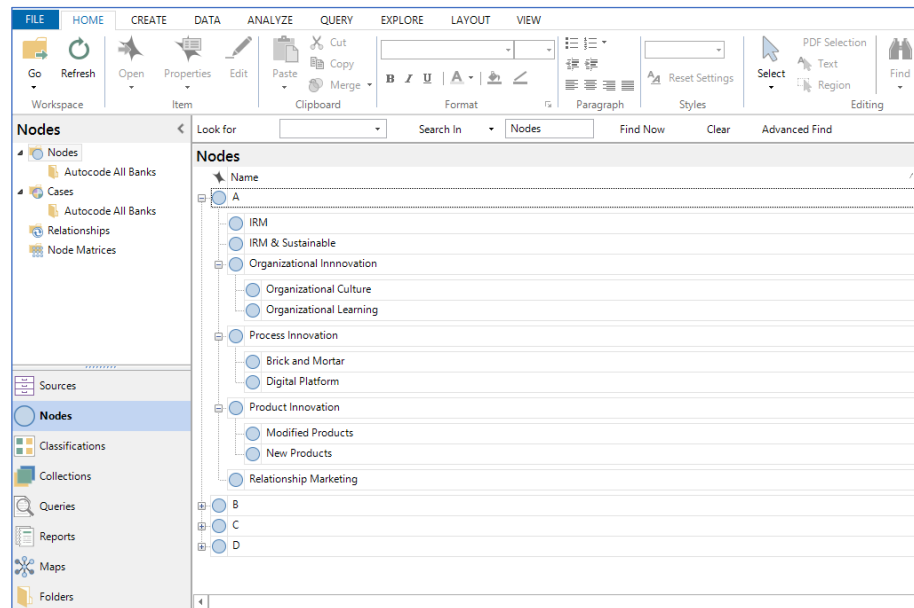 FILE HOME CREATE DATA ANALYZE QUERY EXPLORE LAYOUT VIEW
Go Refresh Open Properties Edit Paste Cut Copy Merge
B I U A
Reset Settings
Select PDF Selection Text Region Find
Workspace Item Clipboard Format Paragraph Styles Editing
Nodes
Look for Search In Nodes Find Now Clear Advanced Find
Nodes
Autocode All Banks
Cases
Autocode All Banks
Relationships
Node Matrices
Sources
Nodes
Classifications
Collections
Queries
Reports
Maps
Folders
Nodes
Name
A
IRM
IRM & Sustainable
Organizational Innnovation
Organizational Culture
Organizational Learning
Process Innovation
Brick and Mortar
Digital Platform
Product Innovation
Modified Products
New Products
Relationship Marketing
B
C
D